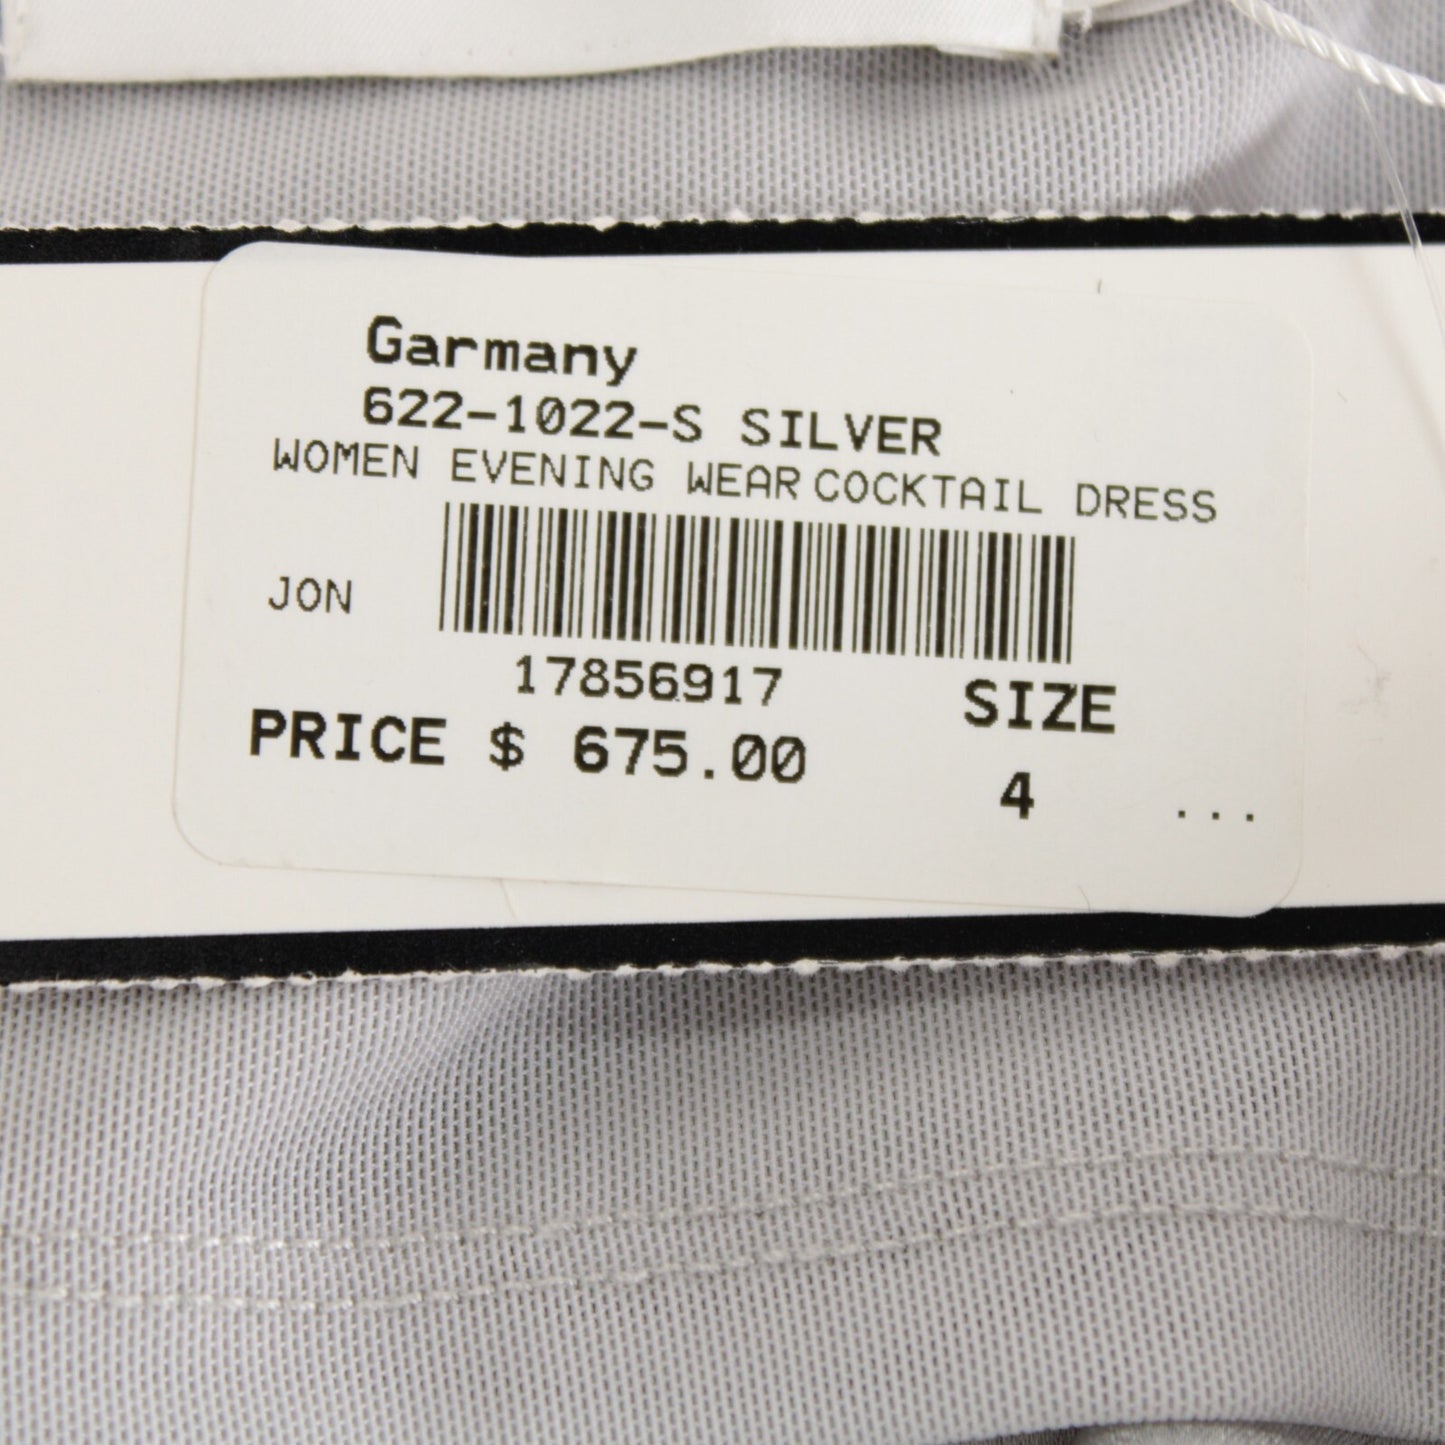 Garmany
622-1022-S SILVER
WOMEN EVENING WEAR COCKTAIL DRESS
JON
17856917
SIZE
PRICE $ 675.00
4 ...